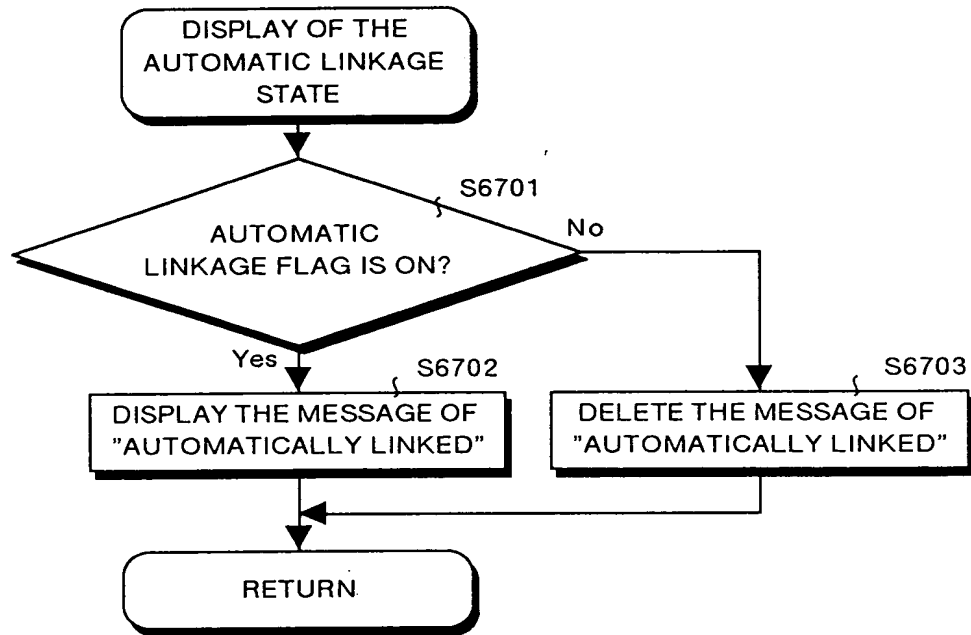 DISPLAY OF THE
AUTOMATIC LINKAGE
STATE
S6701
AUTOMATIC
LINKAGE FLAG IS ON?
No
Yes
S6702
DISPLAY THE MESSAGE OF
"AUTOMATICALLY LINKED"
S6703
DELETE THE MESSAGE OF
"AUTOMATICALLY LINKED"
RETURN